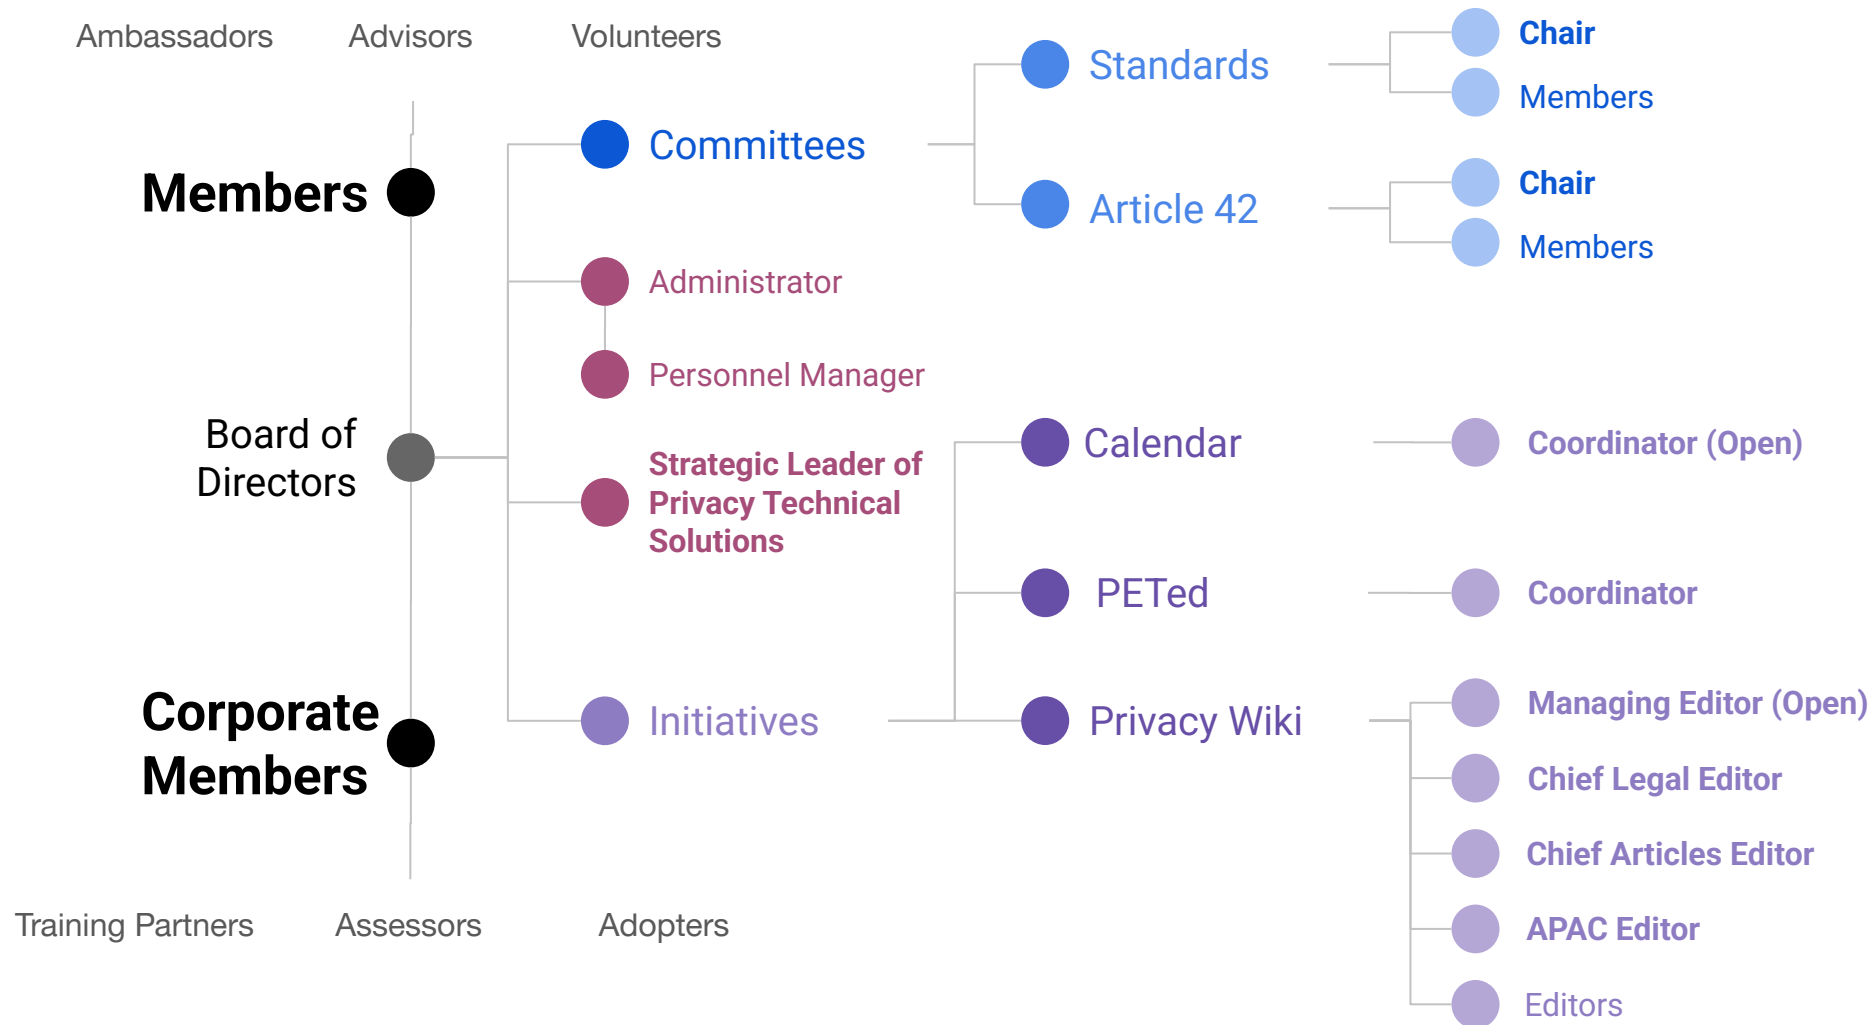 Ambassadors
Advisors
Volunteers
Members
Board of
Directors
Corporate
Members
Training Partners
Assessors
Adopters
Committees
Administrator
Personnel Manager
Strategic Leader of
Privacy Technical
Solutions
Initiatives
Standards
Article 42
Calendar
PETed
Privacy Wiki
Chair
Members
Chair
Members
Coordinator (Open)
Coordinator
Managing Editor (Open)
Chief Legal Editor
Chief Articles Editor
APAC Editor
Editors